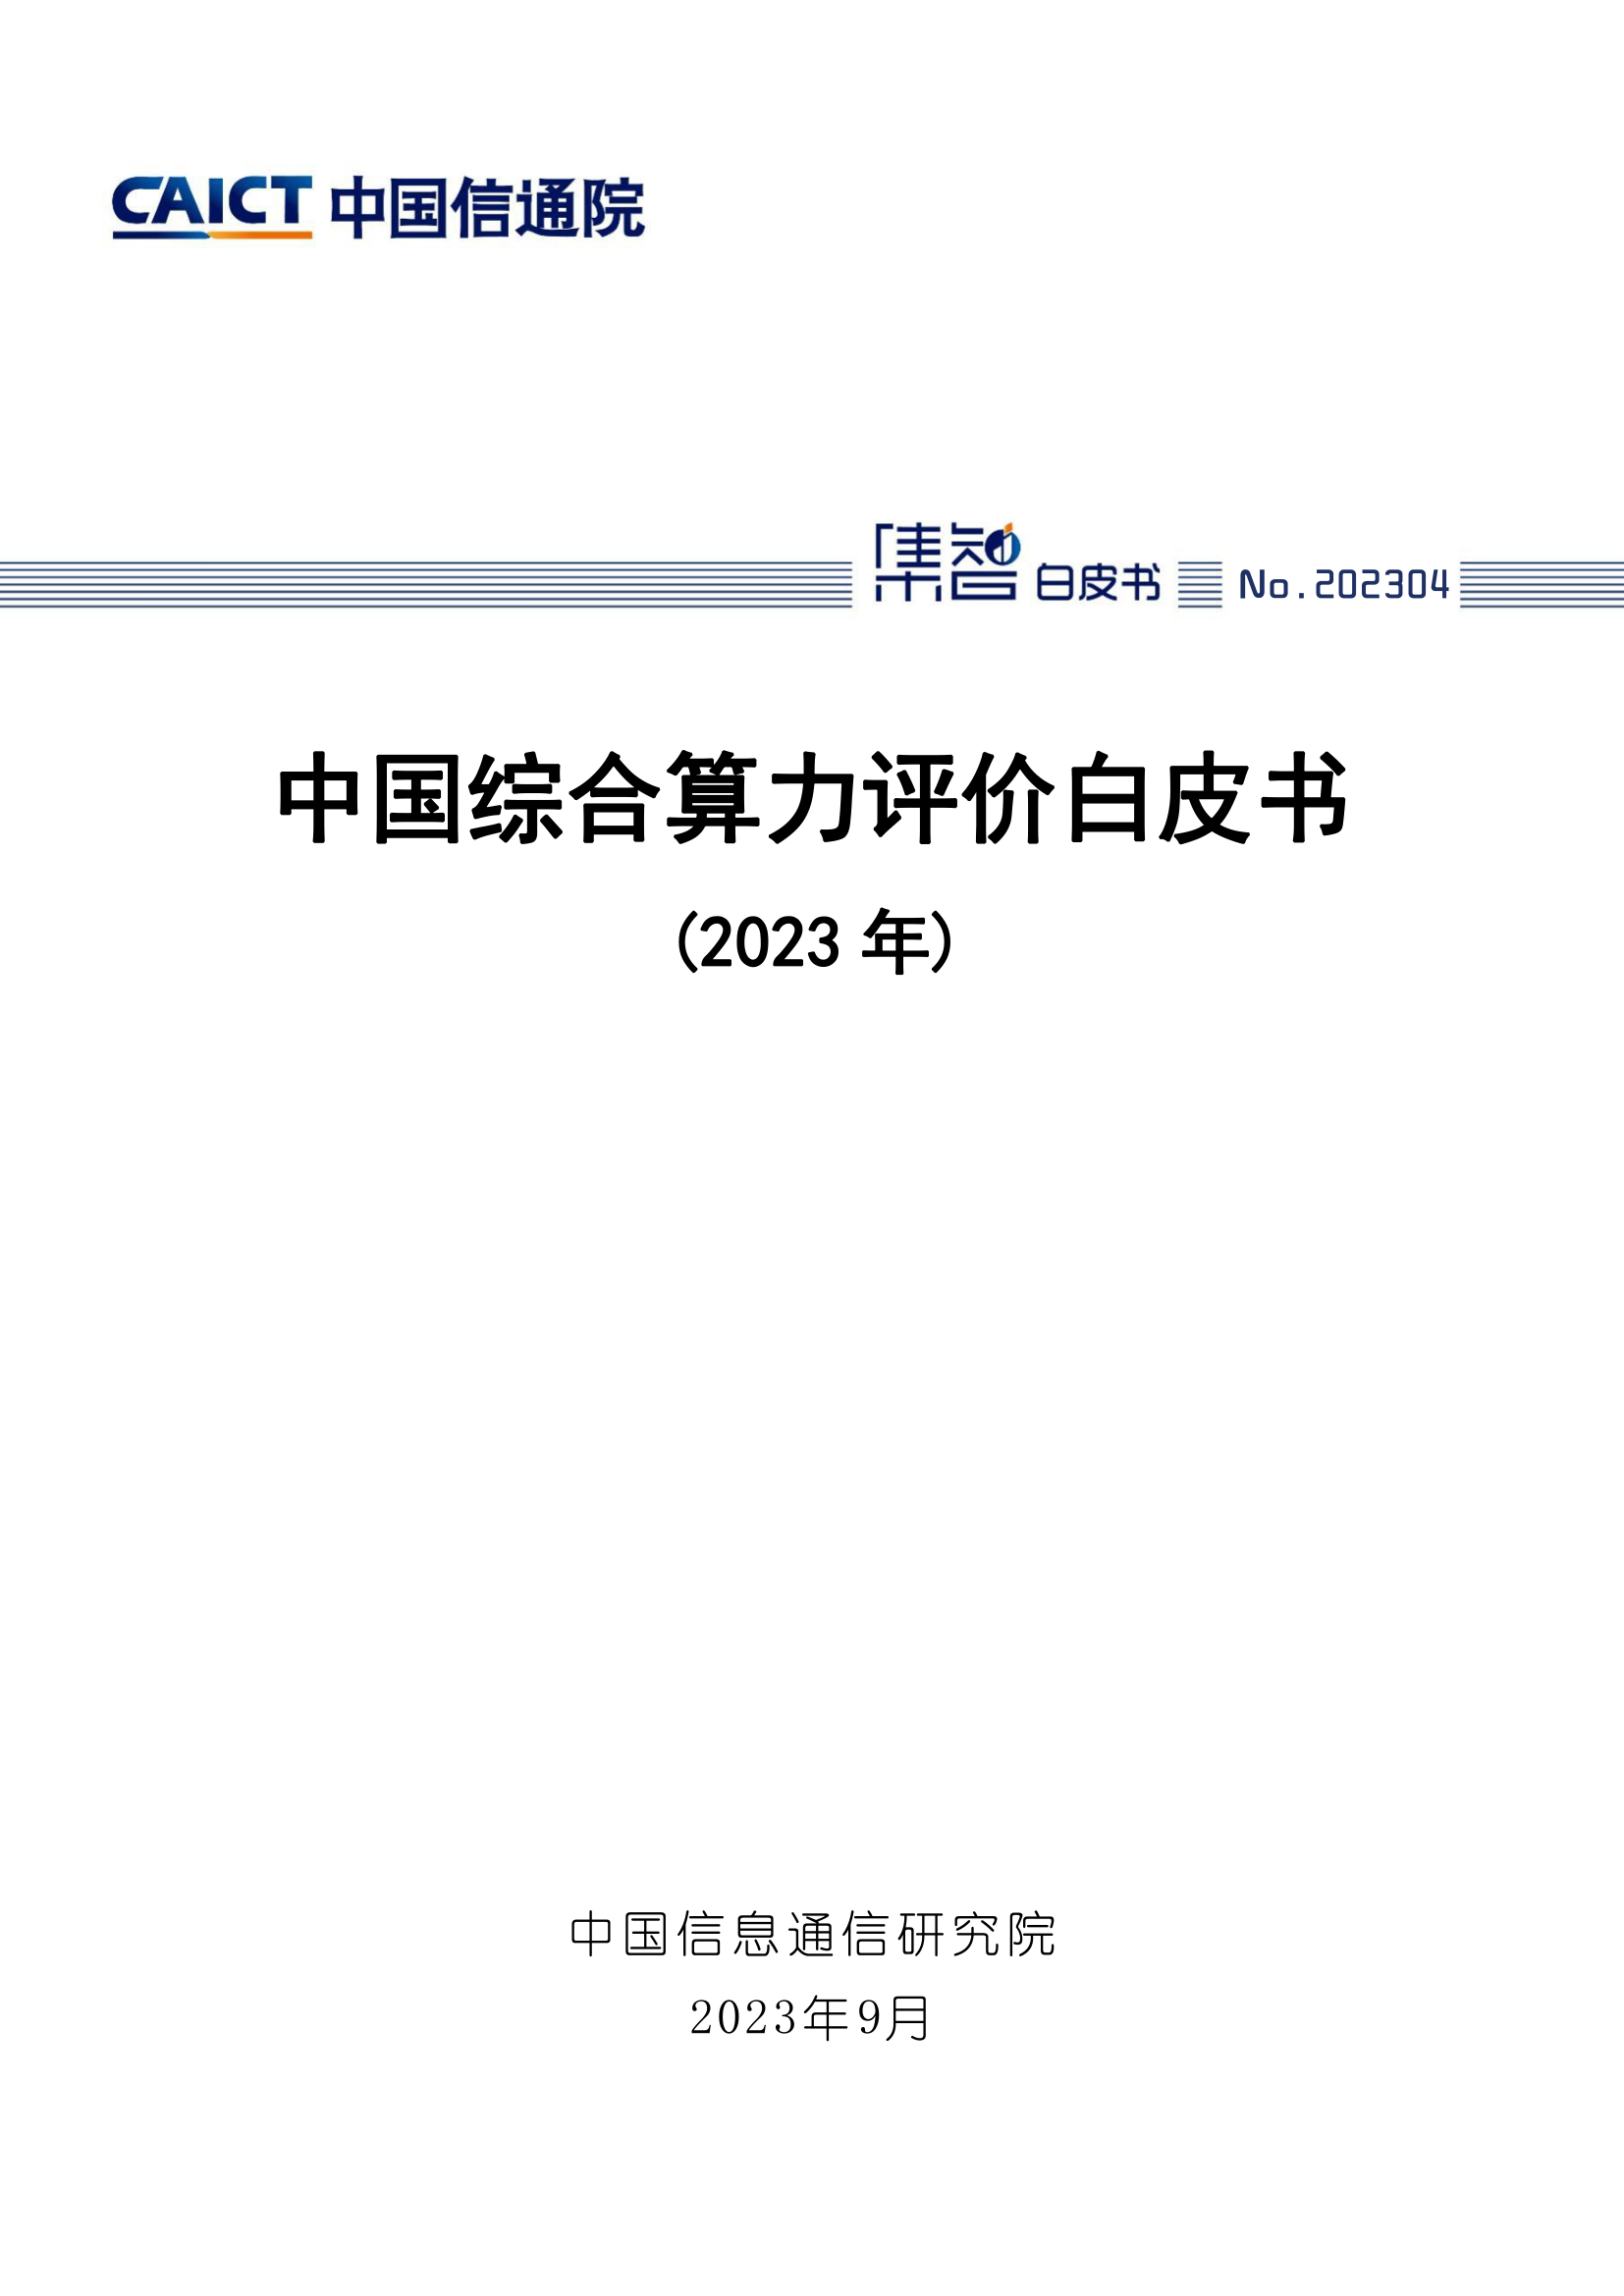 CAICT 中国信通院
集智 白皮书 No.202304
中国综合算力评价白皮书
(2023 年)
中国信息通信研究院
2023年9月